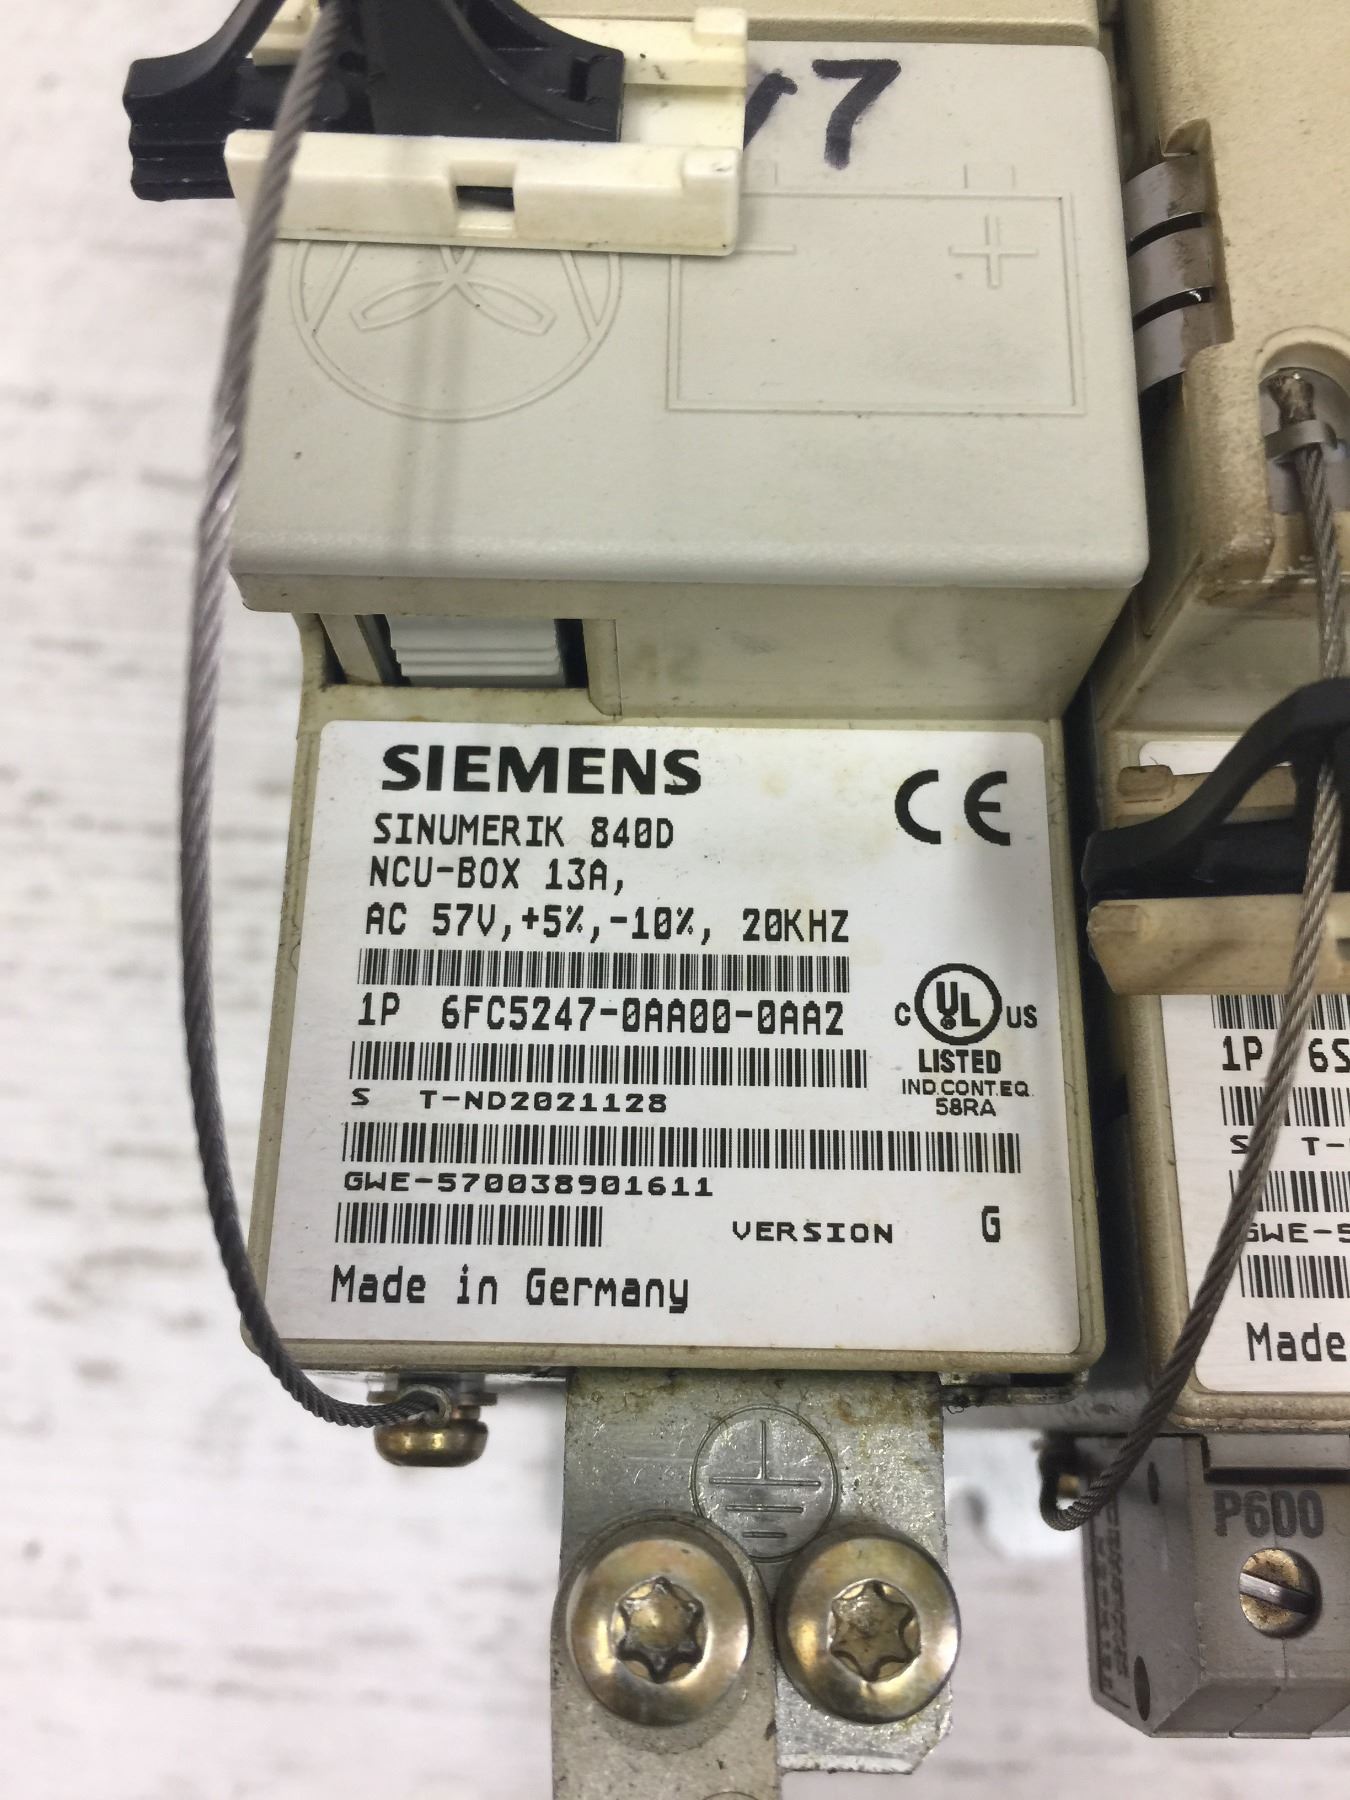 7
SIEMENS
CE
SINUMERIK 840D
NCU-BOX 13A,
AC 57V,+5%,-10%, 20KHZ
1P 6FC5247-0AA00-0AA2
C UL US
LISTED
IND.CONT.EQ.
58RA
S T-ND2021128
GWE-570038901611
VERSION G
Made in Germany
1P 6S
S T-
GWE-5
Made
P600